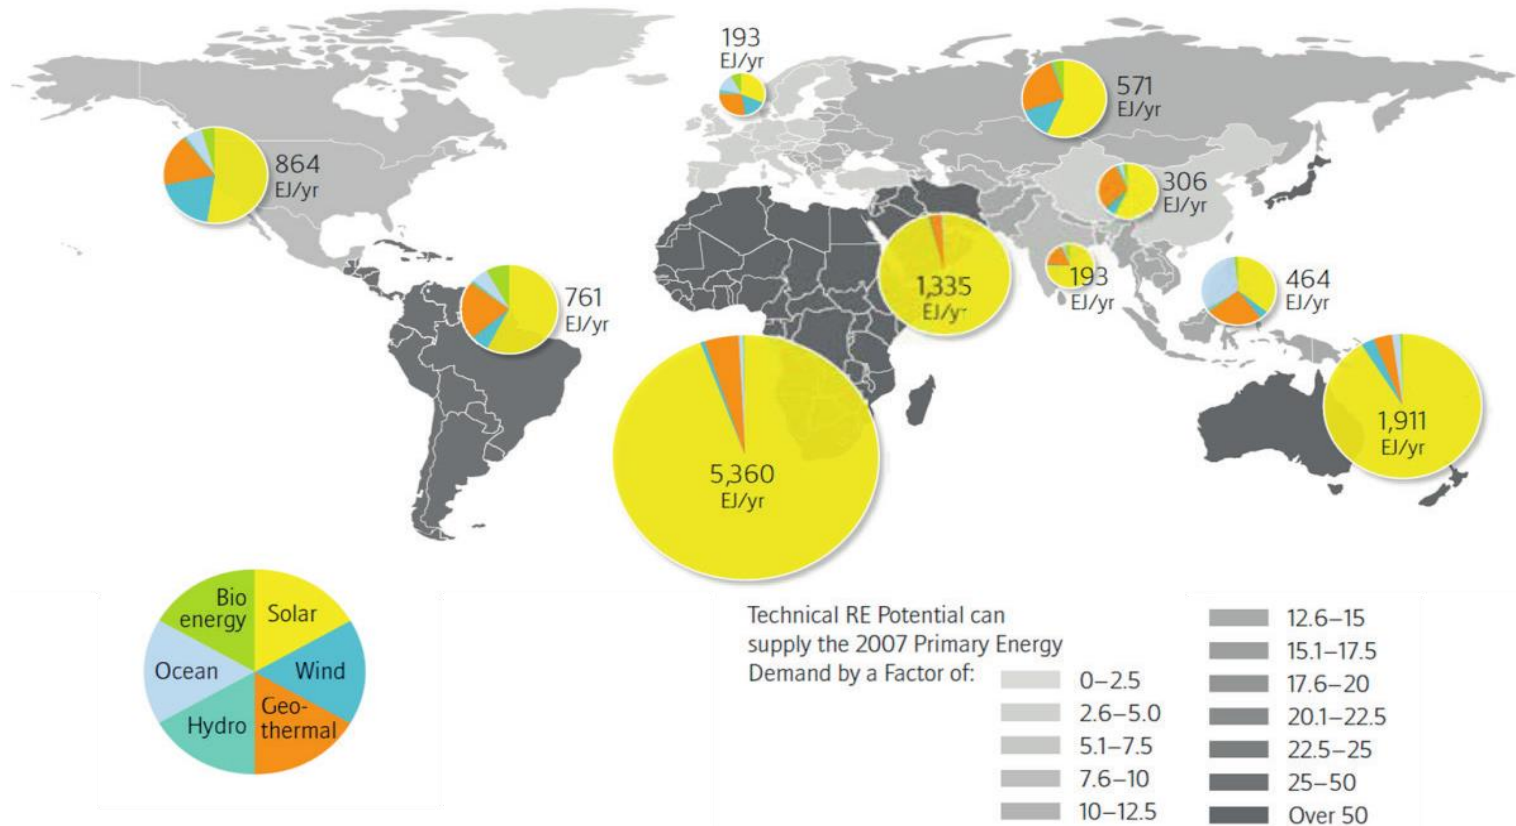 193
EJ/yr
571
EJ/yr
864
EJ/yr
306
EJ/yr
1,335
EJ/yr
193
EJ/yr
464
EJ/yr
761
EJ/yr
1,911
EJ/yr
5,360
EJ/yr
Bio
energy
Solar
Ocean
Wind
Hydro
Geo-
thermal
Technical RE Potential can
supply the 2007 Primary Energy
Demand by a Factor of:
0–2.5
2.6–5.0
5.1–7.5
7.6–10
10–12.5
12.6–15
15.1–17.5
17.6–20
20.1–22.5
22.5–25
25–50
Over 50